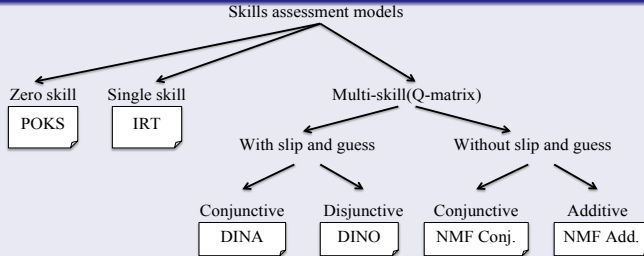 Skills assessment models
Zero skill Single skill Multi-skill(Q-matrix)
POKS IRT
With slip and guess Without slip and guess
Conjunctive Disjunctive Conjunctive Additive
DINA DINO NMF Conj. NMF Add.